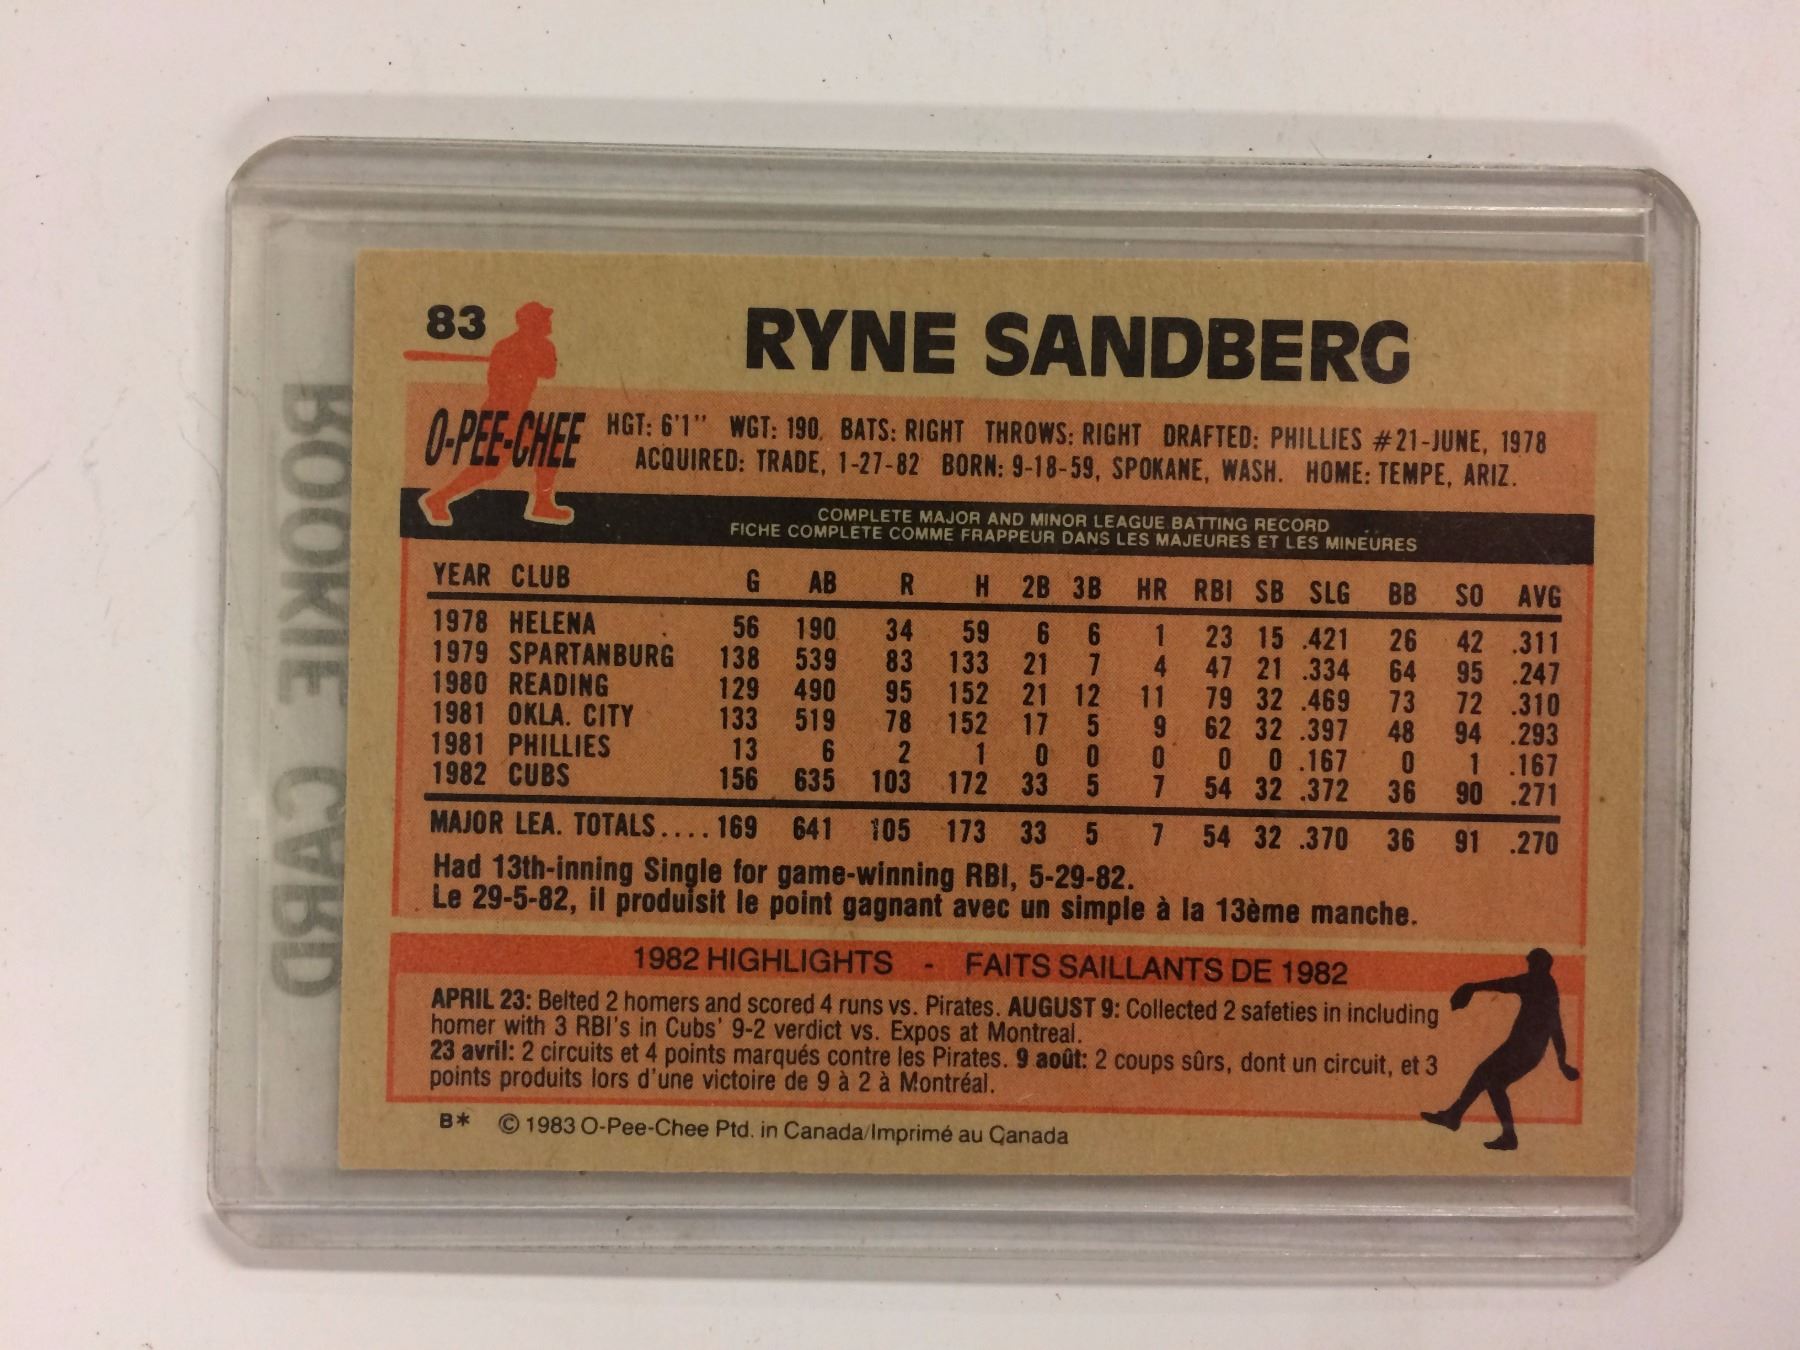 83
RYNE SANDBERG
O-PEE-CHEE
HGT: 6'1" WGT: 190. BATS: RIGHT THROWS: RIGHT DRAFTED: PHILLIES #21-JUNE, 1978
ACQUIRED: TRADE, 1-27-82 BORN: 9-18-59, SPOKANE, WASH. HOME: TEMPE, ARIZ.
COMPLETE MAJOR AND MINOR LEAGUE BATTING RECORD
FICHE COMPLETE COMME FRAPPEUR DANS LES MAJEURES ET LES MINEURES
YEAR CLUB G AB R H 2B 3B HR RBI SB SLG BB SO AVG
1978 HELENA 56 190 34 59 6 6 1 23 15 .421 26 42 .311
1979 SPARTANBURG 138 539 83 133 21 7 4 47 21 .334 64 95 .247
1980 READING 129 490 95 152 21 12 11 79 32 .469 73 72 .310
1981 OKLA. CITY 133 519 78 152 17 5 9 62 32 .397 48 94 .293
1981 PHILLIES 13 6 2 1 0 0 0 0 0 .167 0 1 .167
1982 CUBS 156 635 103 172 33 5 7 54 32 .372 36 90 .271
MAJOR LEA. TOTALS.... 169 641 105 173 33 5 7 54 32 .370 36 91 .270
Had 13th-inning Single for game-winning RBI, 5-29-82.
Le 29-5-82, il produisit le point gagnant avec un simple à la 13ème manche.
1982 HIGHLIGHTS - FAITS SAILLANTS DE 1982
APRIL 23: Belted 2 homers and scored 4 runs vs. Pirates. AUGUST 9: Collected 2 safeties in including
homer with 3 RBI's in Cubs' 9-2 verdict vs. Expos at Montreal.
23 avril: 2 circuits et 4 points marqués contre les Pirates. 9 août: 2 coups sûrs, dont un circuit, et 3
points produits lors d'une victoire de 9 à 2 à Montréal.
B* © 1983 O-Pee-Chee Ptd. in Canada/Imprimé au Canada
ROOKIE CARD